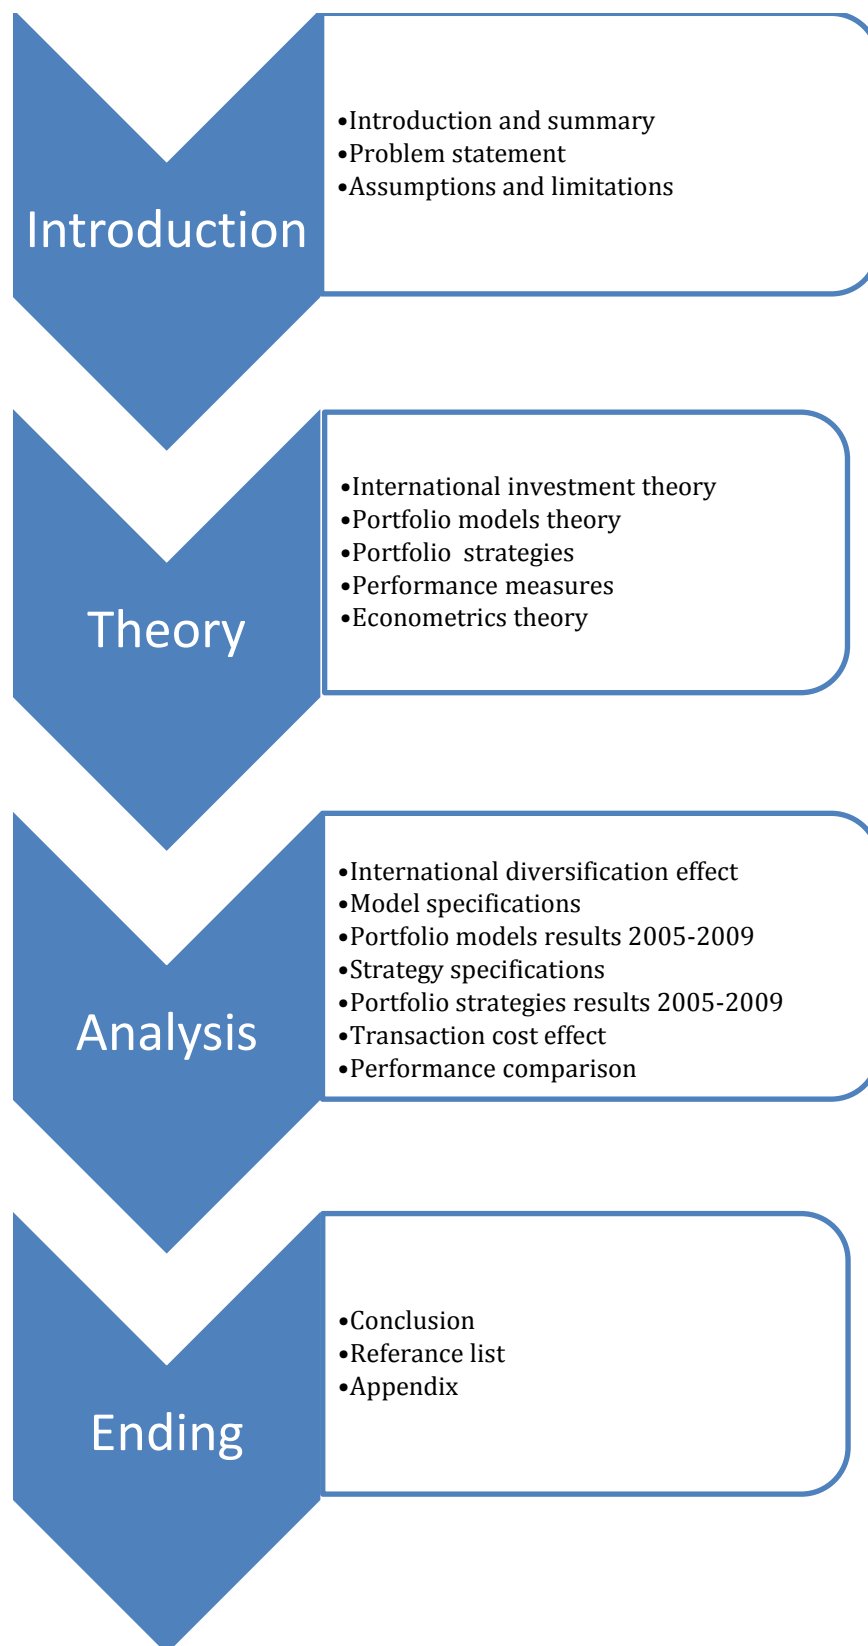 Introduction
•Introduction and summary
•Problem statement
•Assumptions and limitations
Theory
•International investment theory
•Portfolio models theory
•Portfolio  strategies
•Performance measures
•Econometrics theory
Analysis
•International diversification effect
•Model specifications
•Portfolio models results 2005-2009
•Strategy specifications
•Portfolio strategies results 2005-2009
•Transaction cost effect
•Performance comparison
Ending
•Conclusion
•Referance list
•Appendix